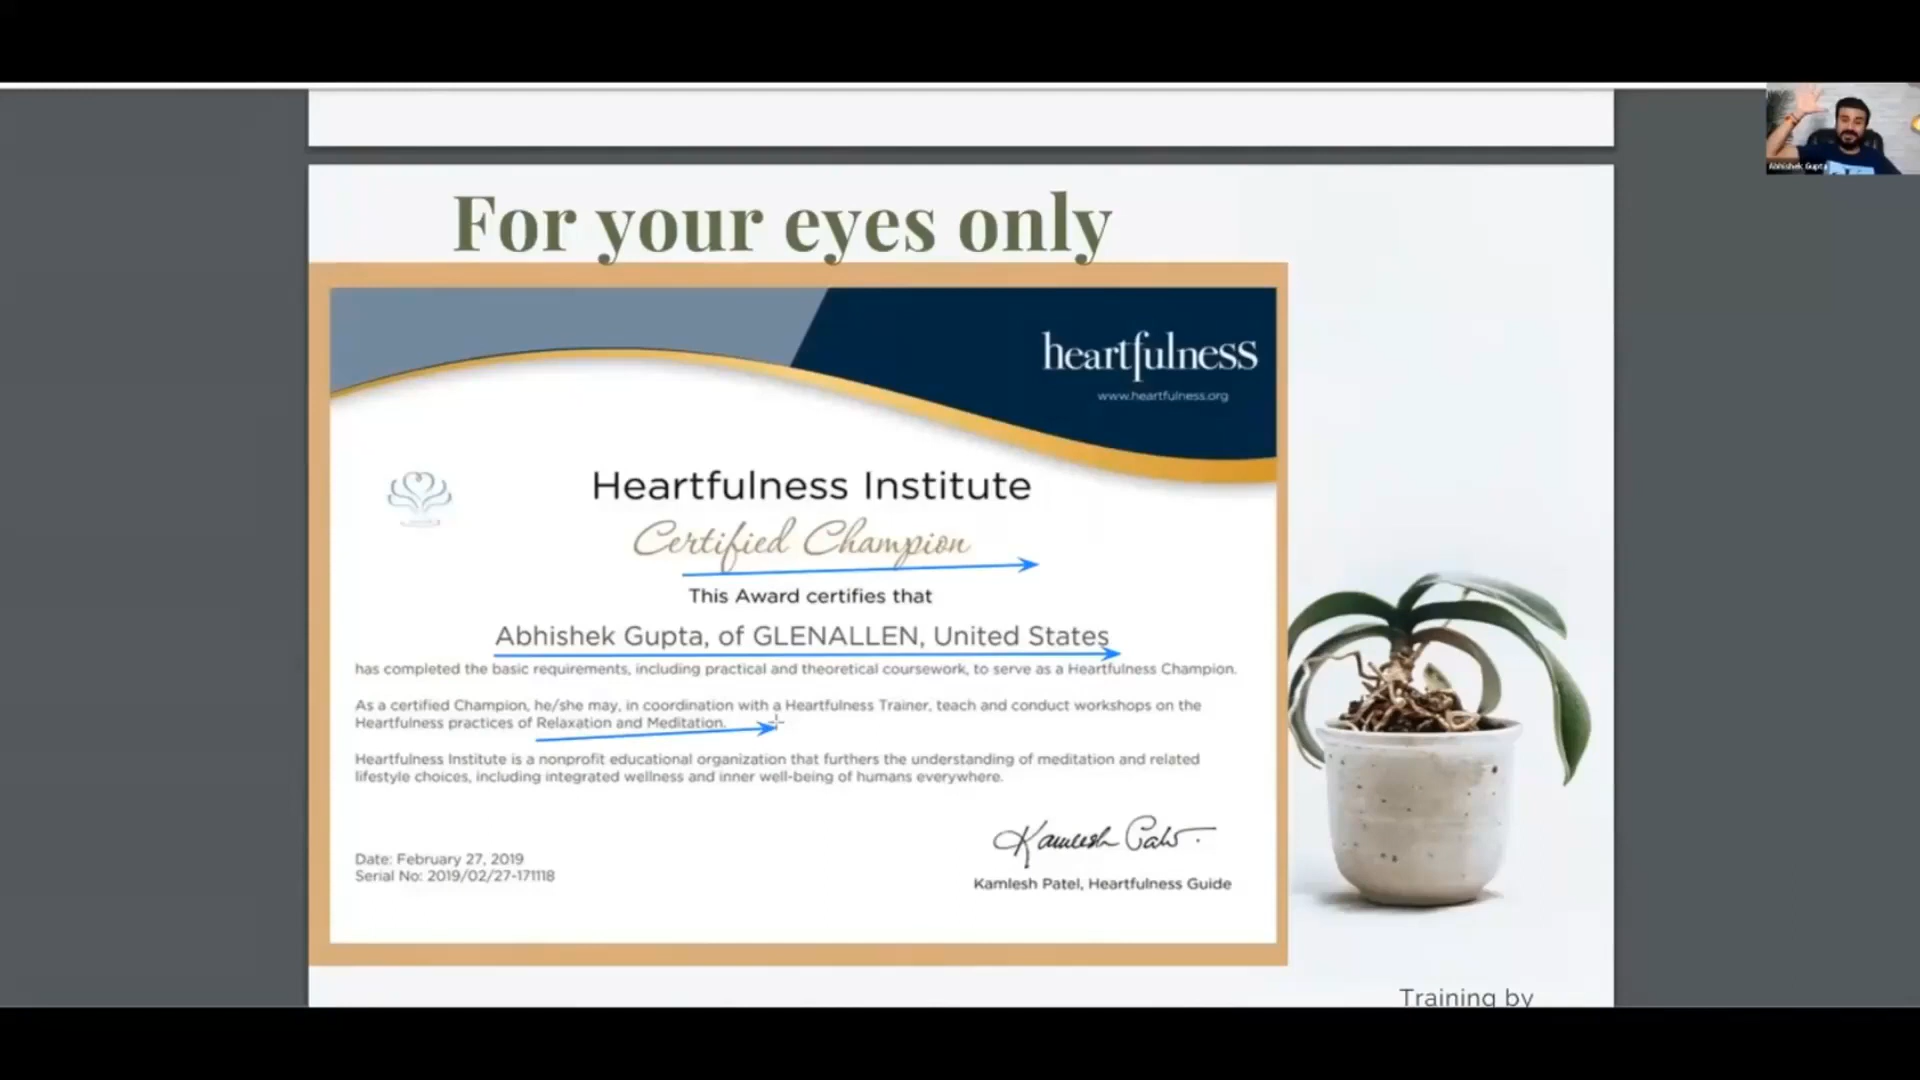 Abhishek Gupta
For your eyes only
heartfulness
www.heartfulness.org
Heartfulness Institute
Certified Champion
This Award certifies that
Abhishek Gupta, of GLENALLEN, United States
has completed the basic requirements, including practical and theoretical coursework, to serve as a Heartfulness Champion.
As a certified Champion, he/she may, in coordination with a Heartfulness Trainer, teach and conduct workshops on the
Heartfulness practices of Relaxation and Meditation.
Heartfulness Institute is a nonprofit educational organization that furthers the understanding of meditation and related
lifestyle choices, including integrated wellness and inner well-being of humans everywhere.
Date: February 27, 2019
Serial No: 2019/02/27-171118
Kamlesh Patel, Heartfulness Guide
Training by